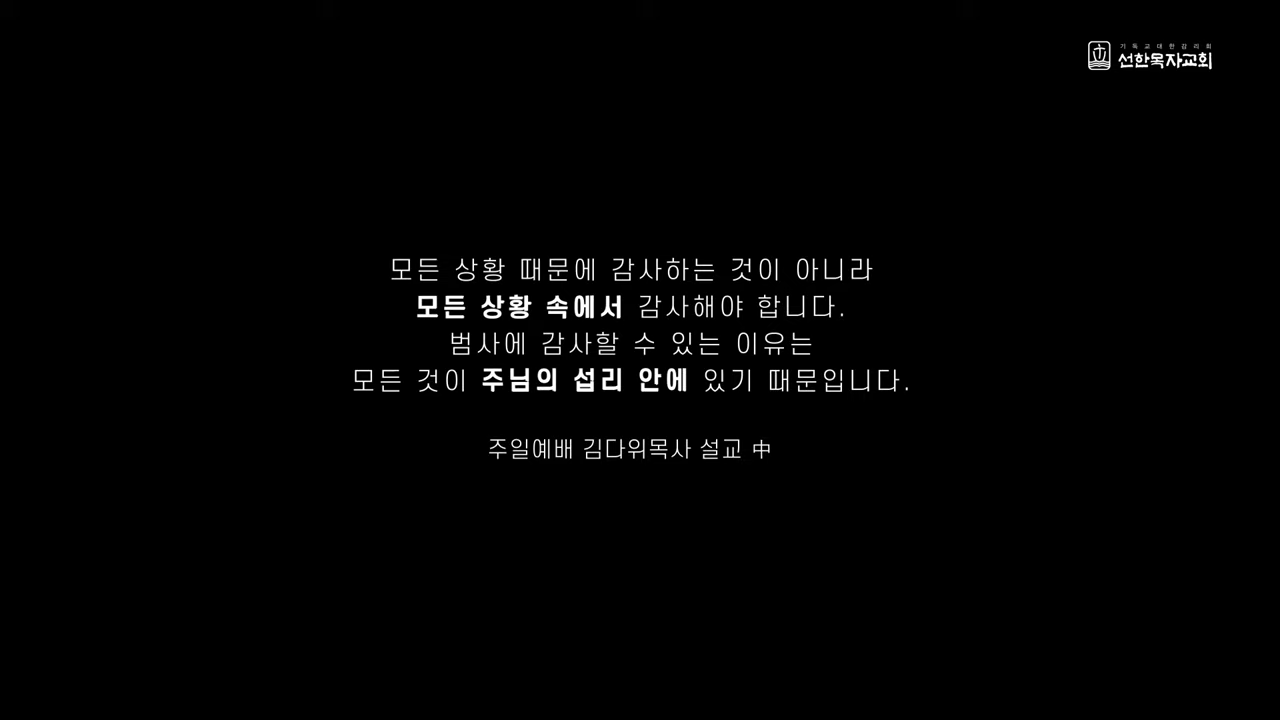 기독교대한감리회
선한목자교회
모든 상황 때문에 감사하는 것이 아니라
모든 상황 속에서 감사해야 합니다.
범사에 감사할 수 있는 이유는
모든 것이 주님의 섭리 안에 있기 때문입니다.
주일예배 김다위목사 설교 中